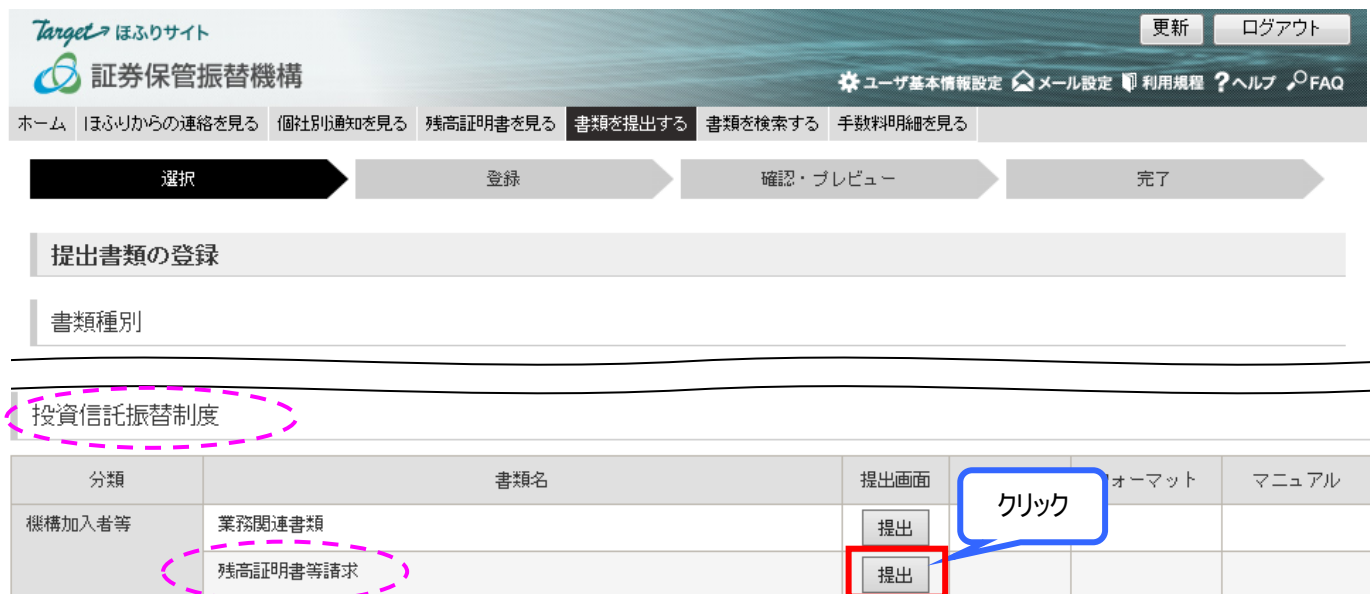 Target ほふりサイト
更新 ログアウト
証券保管振替機構
ユーザ基本情報設定 メール設定 利用規程 ?ヘルプ FAQ
ホーム ほふりからの連絡を見る 個社別通知を見る 残高証明書を見る 書類を提出する 書類を検索する 手数料明細を見る
選択 登録 確認・プレビュー 完了
提出書類の登録
書類種別
投資信託振替制度
分類 書類名 提出画面 ォーマット マニュアル
クリック
機構加入者等 業務関連書類 提出
残高証明書等請求 提出